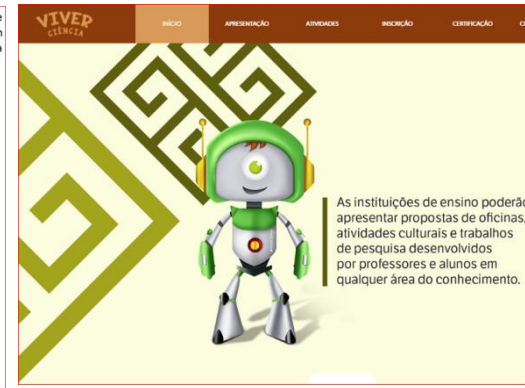 VIVER
CIÊNCIA
INÍCIO
APRESENTAÇÃO
ATIVIDADES
INSCRIÇÃO
CERTIFICAÇÃO
As instituições de ensino poderão
apresentar propostas de oficinas,
atividades culturais e trabalhos
de pesquisa desenvolvidos
por professores e alunos em
qualquer área do conhecimento.